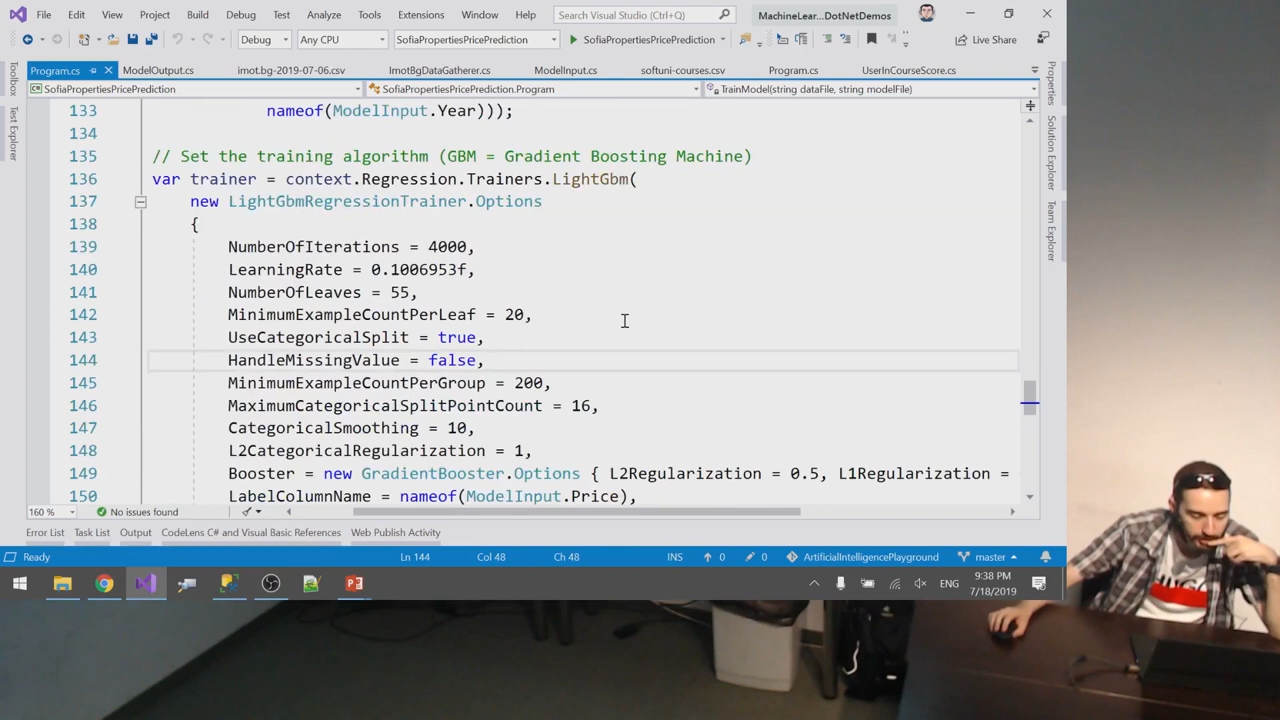 File Edit View Project Build Debug Test Analyze Tools Extensions Window Help Search Visual Studio (Ctrl+Q) MachineLear...DotNetDemos
Debug Any CPU SofiaPropertiesPricePrediction SofiaPropertiesPricePrediction Live Share
Program.cs ModelOutput.cs imot.bg-2019-07-06.csv ImotBgDataGatherer.cs ModelInput.cs softuni-courses.csv Program.cs UserInCourseScore.cs
SofiaPropertiesPricePrediction SofiaPropertiesPricePrediction.Program TrainModel(string dataFile, string modelFile)
Toolbox
Test Explorer
133 nameof(ModelInput.Year)));
134
135 // Set the training algorithm (GBM = Gradient Boosting Machine)
136 var trainer = context.Regression.Trainers.LightGbm(
137 new LightGbmRegressionTrainer.Options
138 {
139 NumberOfIterations = 4000,
140 LearningRate = 0.1006953f,
141 NumberOfLeaves = 55,
142 MinimumExampleCountPerLeaf = 20,
143 UseCategoricalSplit = true,
144 HandleMissingValue = false,
145 MinimumExampleCountPerGroup = 200,
146 MaximumCategoricalSplitPointCount = 16,
147 CategoricalSmoothing = 10,
148 L2CategoricalRegularization = 1,
149 Booster = new GradientBooster.Options { L2Regularization = 0.5, L1Regularization =
150 LabelColumnName = nameof(ModelInput.Price),
Properties
Solution Explorer
Team Explorer
160 % No issues found
Error List Task List Output CodeLens C# and Visual Basic References Web Publish Activity
Ready Ln 144 Col 48 Ch 48 INS 0 0 ArtificialIntelligencePlayground master
ENG 9:38 PM
7/18/2019